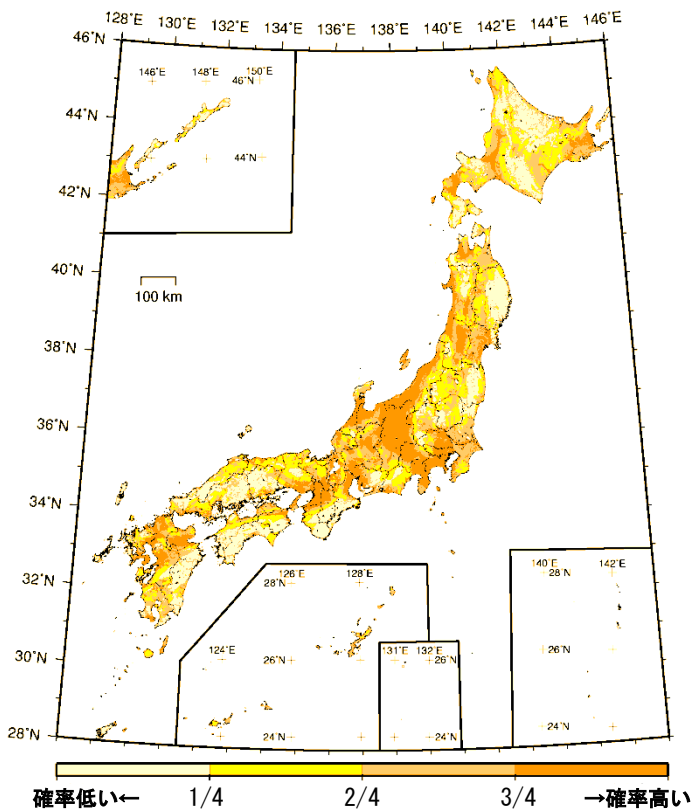 128°E 130°E 132°E 134°E 136°E 138°E 140°E 142°E 144°E 146°E
46°N
146°E 148°E 150°E
46°N
44°N
44°N
42°N
40°N
100 km
38°N
36°N
34°N
32°N
126°E 128°E
28°N
140°E 142°E
28°N
30°N
124°E
26°N
131°E 132°E
26°N
26°N
28°N
24°N
24°N
24°N
確率低い← 1/4 2/4 3/4 →確率高い